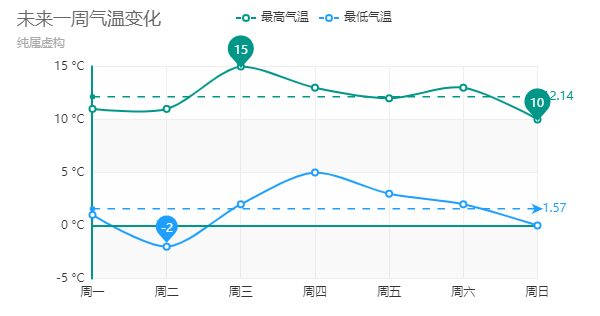 未来一周气温变化
纯属虚构
最高气温 最低气温
15 °C
10 °C
5 °C
0 °C
-5 °C
15
10
12.14
-2
1.57
周一 周二 周三 周四 周五 周六 周日